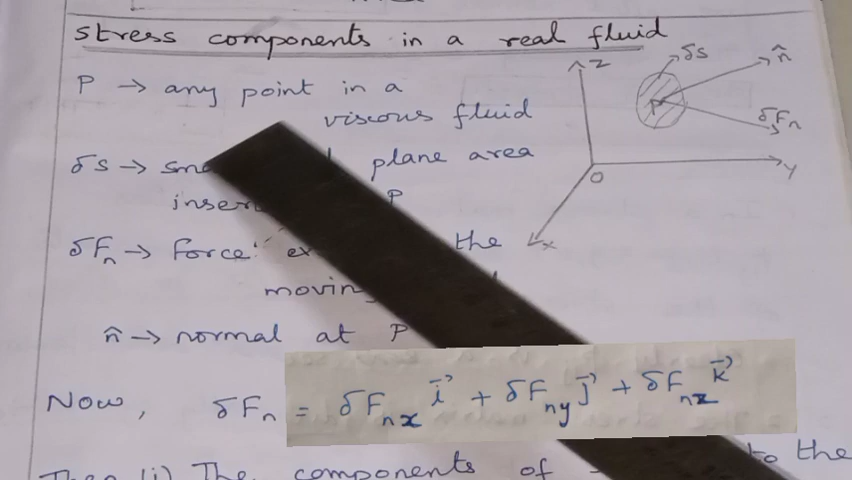 stress components in a real fluid
P → any point in a
viscous fluid
δs → plane area
P
δFn → Force the
n̂ → normal at P
Now, δFn = δFnx i⃗ + δFny j⃗ + δFnz k⃗
Then (i) The components of to the
Z
δs
n̂
P
δFn
O
y
x